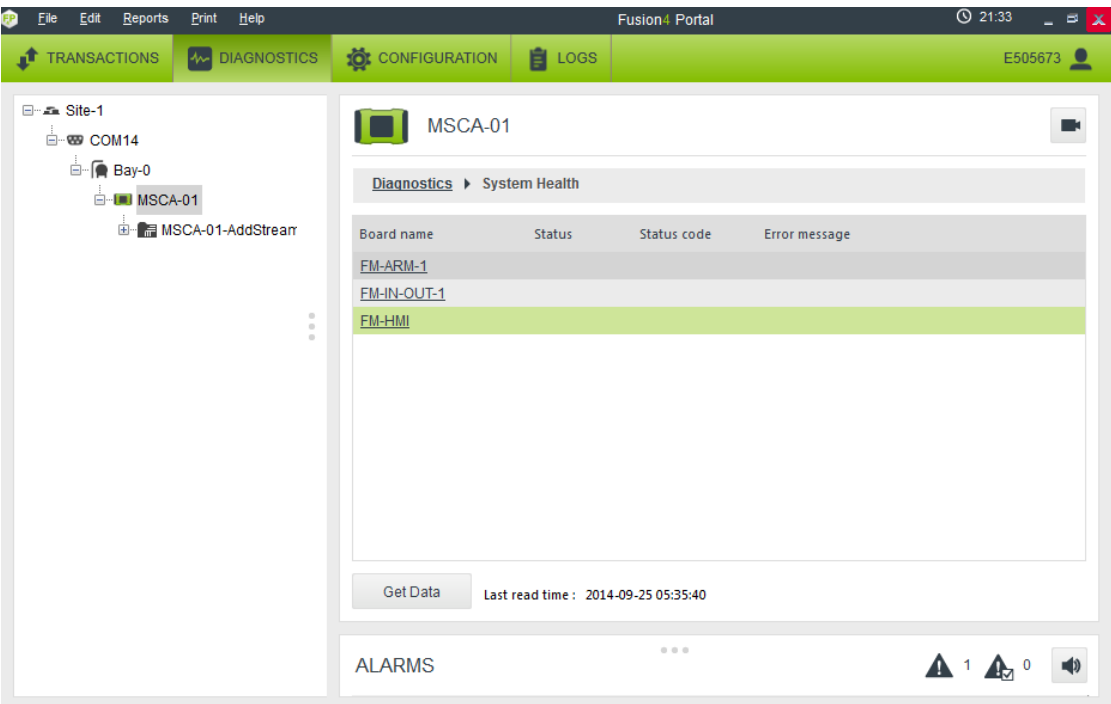 FP File Edit Reports Print Help Fusion4 Portal 21:33
TRANSACTIONS DIAGNOSTICS CONFIGURATION LOGS E505673
Site-1
COM14
Bay-0
MSCA-01
MSCA-01-AddStream
MSCA-01
Diagnostics System Health
Board name Status Status code Error message
FM-ARM-1
FM-IN-OUT-1
FM-HMI
Get Data Last read time : 2014-09-25 05:35:40
ALARMS 1 0